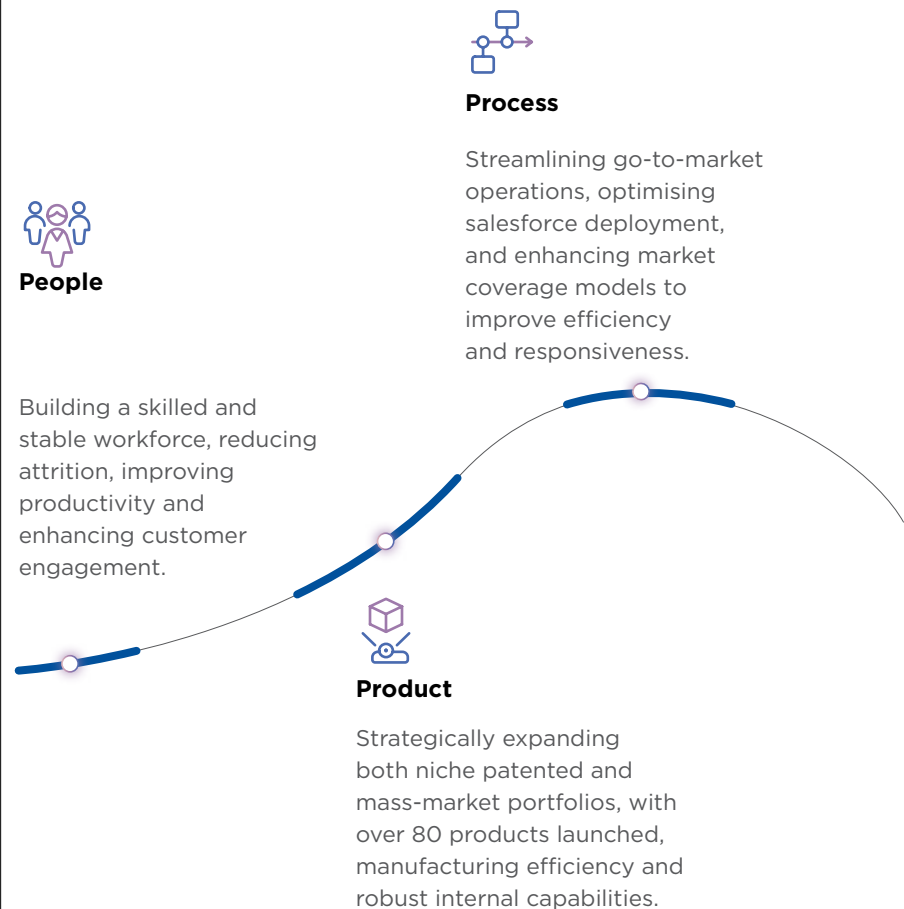 People
Building a skilled and
stable workforce, reducing
attrition, improving
productivity and
enhancing customer
engagement.
Product
Strategically expanding
both niche patented and
mass-market portfolios, with
over 80 products launched,
manufacturing efficiency and
robust internal capabilities.
Process
Streamlining go-to-market
operations, optimising
salesforce deployment,
and enhancing market
coverage models to
improve efficiency
and responsiveness.